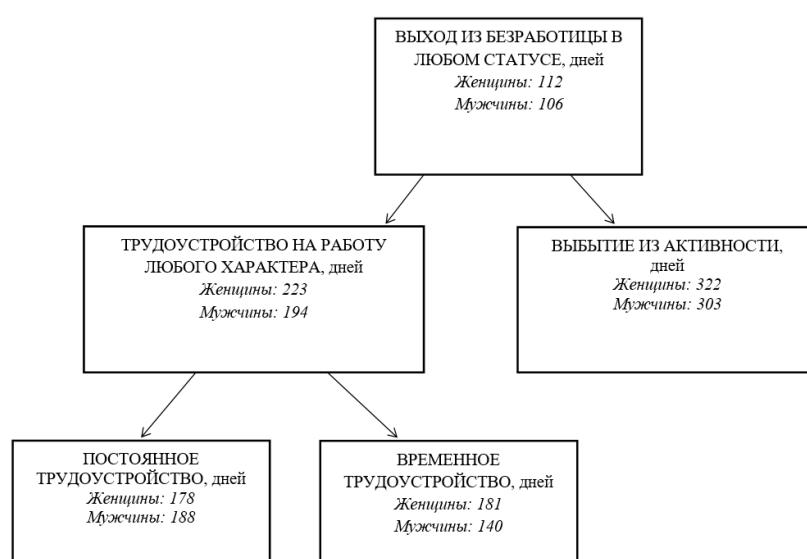 ВЫХОД ИЗ БЕЗРАБОТИЦЫ В
ЛЮБОМ СТАТУСЕ, дней
Женщины: 112
Мужчины: 106
ТРУДОУСТРОЙСТВО НА РАБОТУ
ЛЮБОГО ХАРАКТЕРА, дней
Женщины: 223
Мужчины: 194
ВЫБЫТИЕ ИЗ АКТИВНОСТИ,
дней
Женщины: 322
Мужчины: 303
ПОСТОЯННОЕ
ТРУДОУСТРОЙСТВО, дней
Женщины: 178
Мужчины: 188
ВРЕМЕННОЕ
ТРУДОУСТРОЙСТВО, дней
Женщины: 181
Мужчины: 140